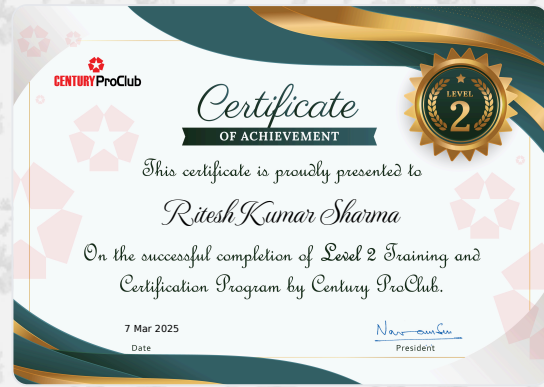 CENTURY ProClub
Certificate
OF ACHIEVEMENT
LEVEL
2
This certificate is proudly presented to
Ritesh Kumar Sharma
On the successful completion of Level 2 Training and
Certification Program by Century ProClub.
7 Mar 2025
Date
President